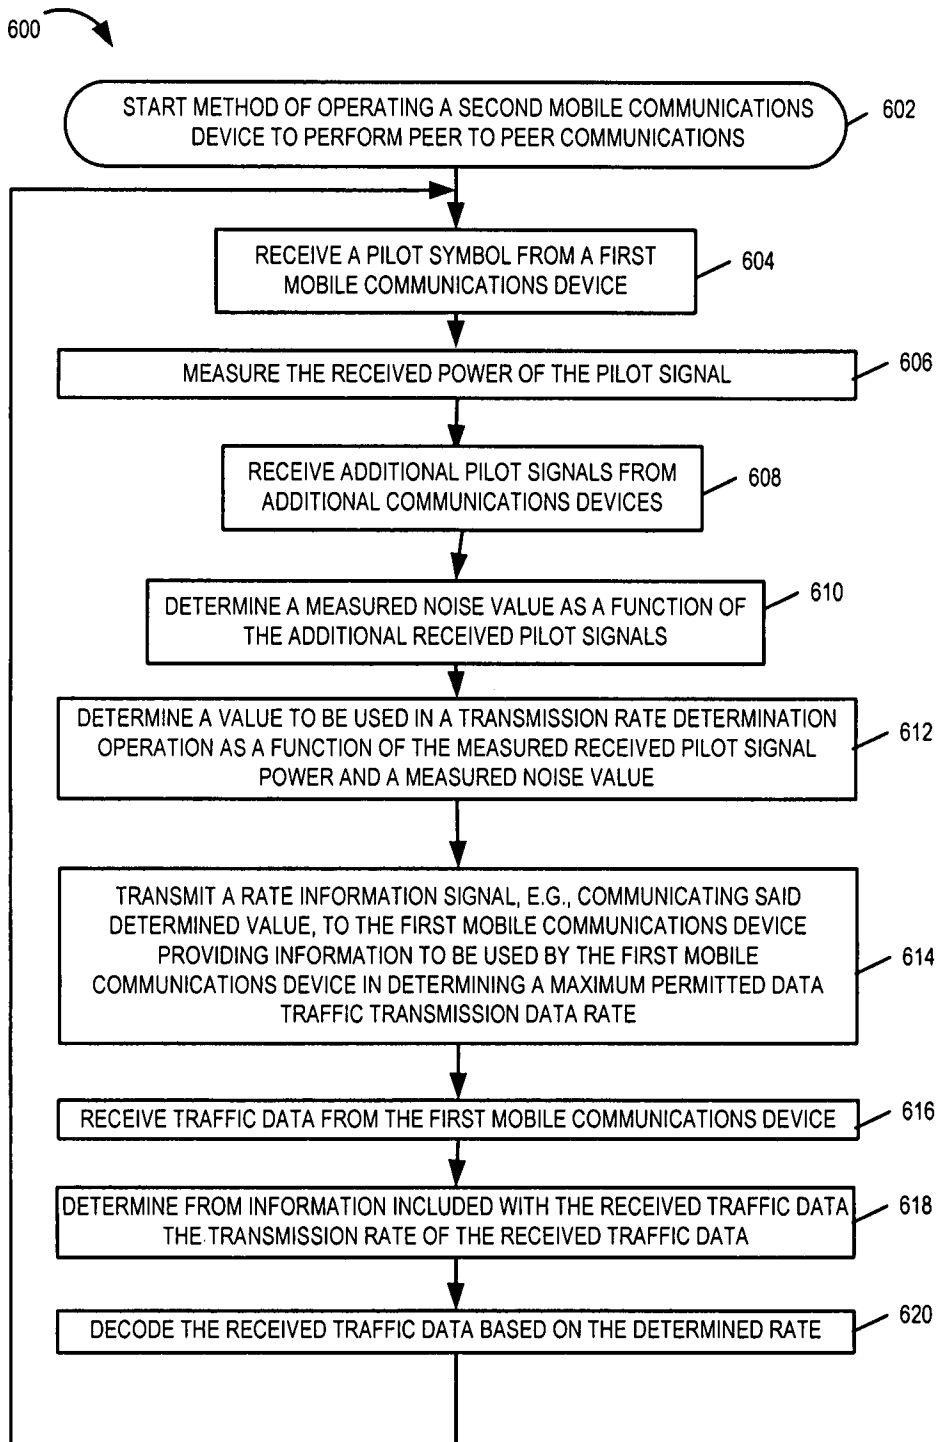 600
START METHOD OF OPERATING A SECOND MOBILE COMMUNICATIONS
DEVICE TO PERFORM PEER TO PEER COMMUNICATIONS
602
RECEIVE A PILOT SYMBOL FROM A FIRST
MOBILE COMMUNICATIONS DEVICE
604
MEASURE THE RECEIVED POWER OF THE PILOT SIGNAL
606
RECEIVE ADDITIONAL PILOT SIGNALS FROM
ADDITIONAL COMMUNICATIONS DEVICES
608
DETERMINE A MEASURED NOISE VALUE AS A FUNCTION OF
THE ADDITIONAL RECEIVED PILOT SIGNALS
610
DETERMINE A VALUE TO BE USED IN A TRANSMISSION RATE DETERMINATION
OPERATION AS A FUNCTION OF THE MEASURED RECEIVED PILOT SIGNAL
POWER AND A MEASURED NOISE VALUE
612
TRANSMIT A RATE INFORMATION SIGNAL, E.G., COMMUNICATING SAID
DETERMINED VALUE, TO THE FIRST MOBILE COMMUNICATIONS DEVICE
PROVIDING INFORMATION TO BE USED BY THE FIRST MOBILE
COMMUNICATIONS DEVICE IN DETERMINING A MAXIMUM PERMITTED DATA
TRAFFIC TRANSMISSION DATA RATE
614
RECEIVE TRAFFIC DATA FROM THE FIRST MOBILE COMMUNICATIONS DEVICE
616
DETERMINE FROM INFORMATION INCLUDED WITH THE RECEIVED TRAFFIC DATA
THE TRANSMISSION RATE OF THE RECEIVED TRAFFIC DATA.
618
DECODE THE RECEIVED TRAFFIC DATA BASED ON THE DETERMINED RATE
620